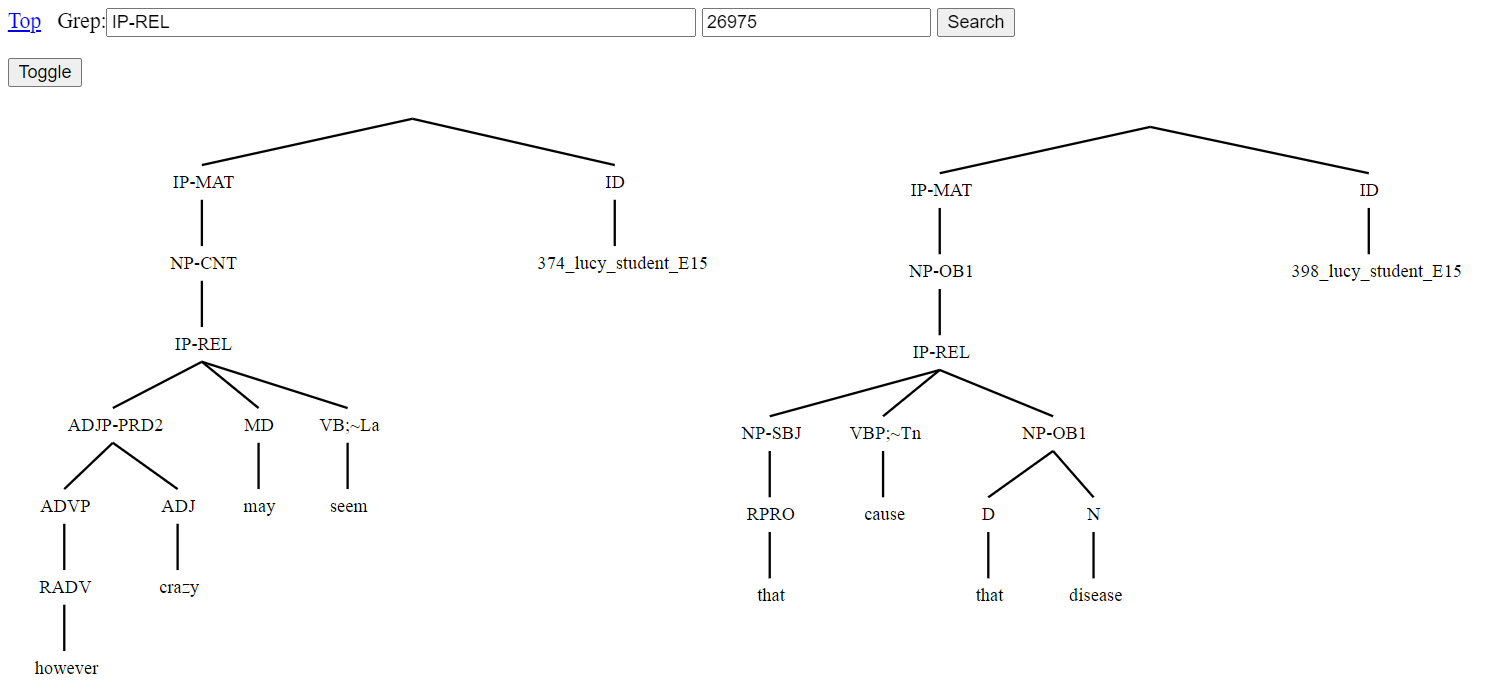 Top Grep: IP-REL 26975 Search
Toggle
IP-MAT ID IP-MAT ID
NP-CNT 374_lucy_student_E15 NP-OB1 398_lucy_student_E15
IP-REL IP-REL
ADJP-PRD2 MD VB;~La NP-SBJ VBP;~Tn NP-OB1
ADVP ADJ may seem RPRO cause D N
RADV crazy that that disease
however